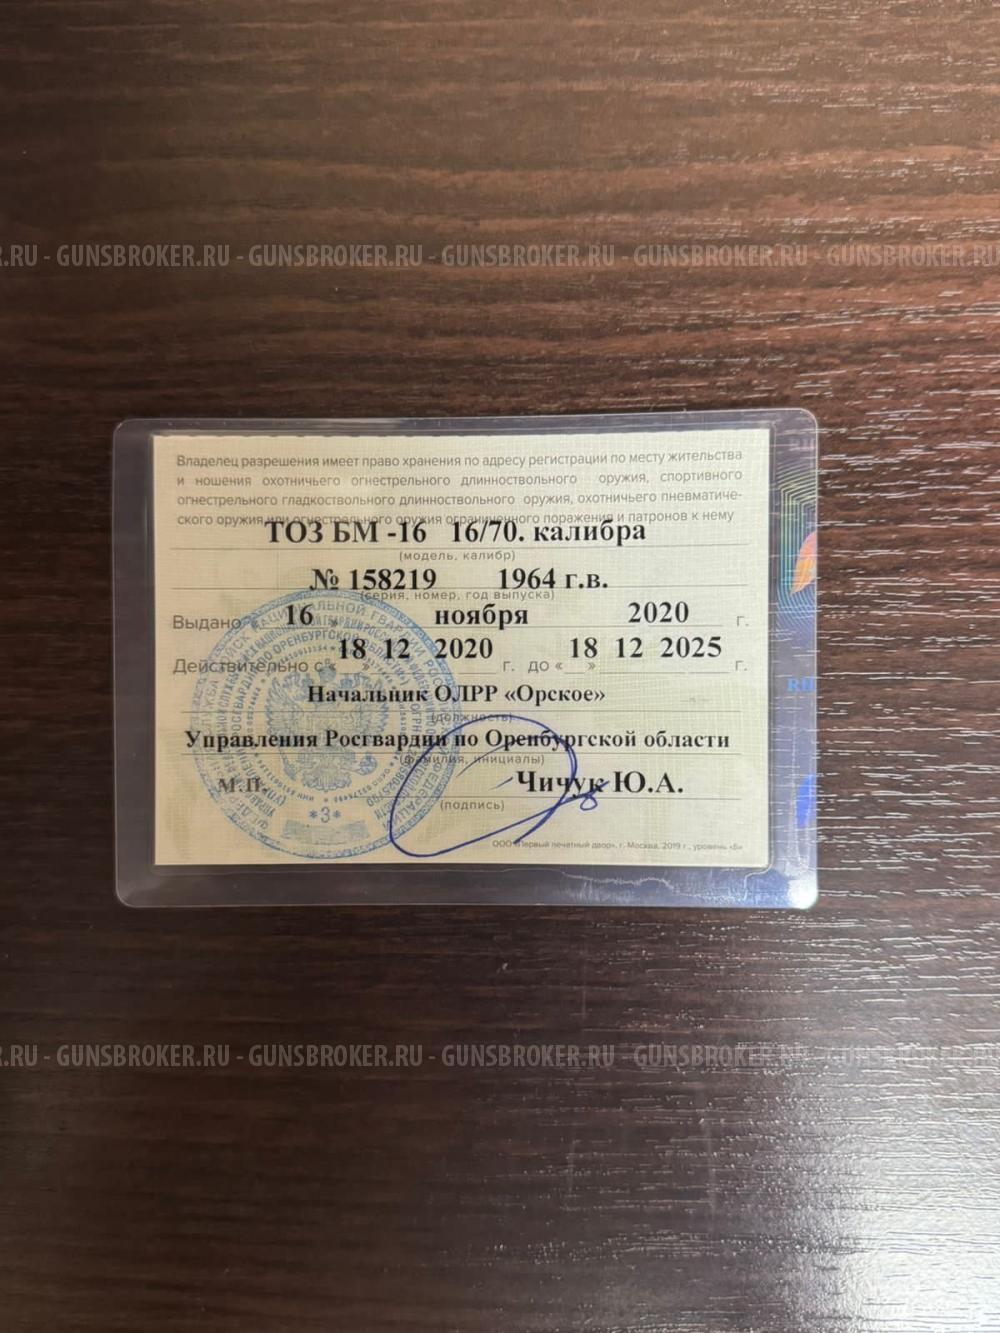 .RU - GUNSBROKER.RU - GUNSBROKER.RU - GUNSBROKER.RU - GUNSBROKER.RU - GUNSBROKER
Владелец разрешения имеет право хранения по адресу регистрации по месту жительства
и ношения охотничьего огнестрельного длинноствольного оружия, спортивного
огнестрельного гладкоствольного длинноствольного оружия, охотничьего пневматиче-
ского оружия или огнестрельного оружия ограниченного поражения и патронов к нему
ТОЗ БМ -16 16/70. калибра
(модель, калибр)
№ 158219 1964 г.в.
(серия, номер, год выпуска)
Выдано « 16 » ноября 2020 г.
Действительно с « 18 12 2020 г. до « 18 » 12 2025 г.
Начальник ОЛРР «Орское»
(должность)
Управления Росгвардии по Оренбургской области
(фамилия, инициалы)
М.П. Чичук Ю.А.
(подпись)
*3*
ООО «Первый печатный двор», г. Москва, 2019 г., уровень «Б»
.RU - GUNSBROKER.RU - GUNSBROKER.RU - GUNSBROKER.RU - GUNSBROKER.RU - GUNSBROKER